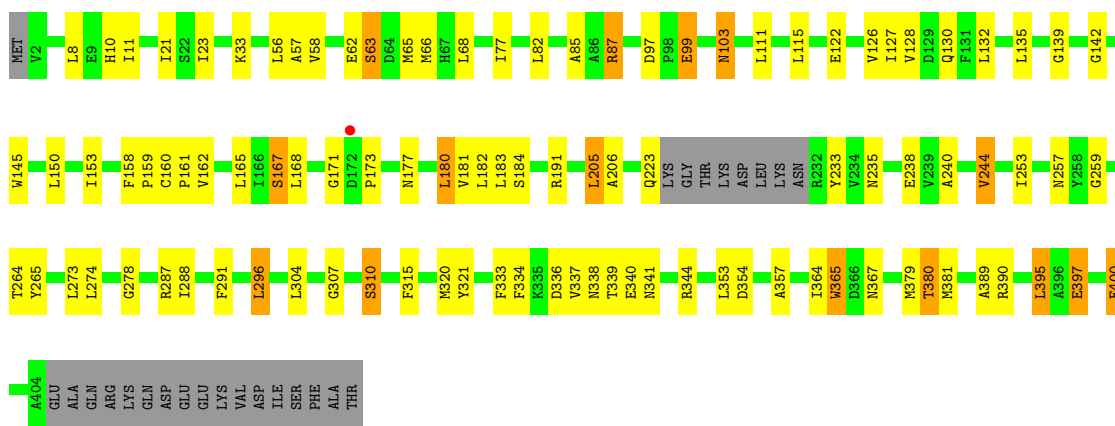 MET V2 L8 E9 H10 I11 I21 S22 I23 K33 L56 A57 V58 E62 S63 D64 M65 M66 H67 L68 I77 L82 A85 A86 R87 D97 P98 E99 N103 L111 L115 E122 V126 I127 V128 D129 Q130 F131 L132 L135 G139 G142
W145 L150 I153 F158 P159 C160 P161 V162 L165 I166 S167 L168 G171 D172 P173 N177 L180 V181 L182 L183 S184 R191 L205 A206 Q223 LYS GLY THR LYS ASP LEU LYS ASN R232 Y233 V234 N235 E238 V239 A240 V244 I253 N257 Y258 G259
T264 Y265 L273 L274 G278 R287 I288 F291 L296 L304 G307 S310 F315 M320 Y321 F333 F334 K335 D336 V337 N338 T339 E340 N341 R344 L353 D354 A357 I364 W365 D366 N367 M379 T380 M381 A389 R390 L395 A396 E397
A404 GLU ALA GLN ARG LYS GLN ASP GLU GLU LYS VAL ASP ILE SER PHE ALA THR